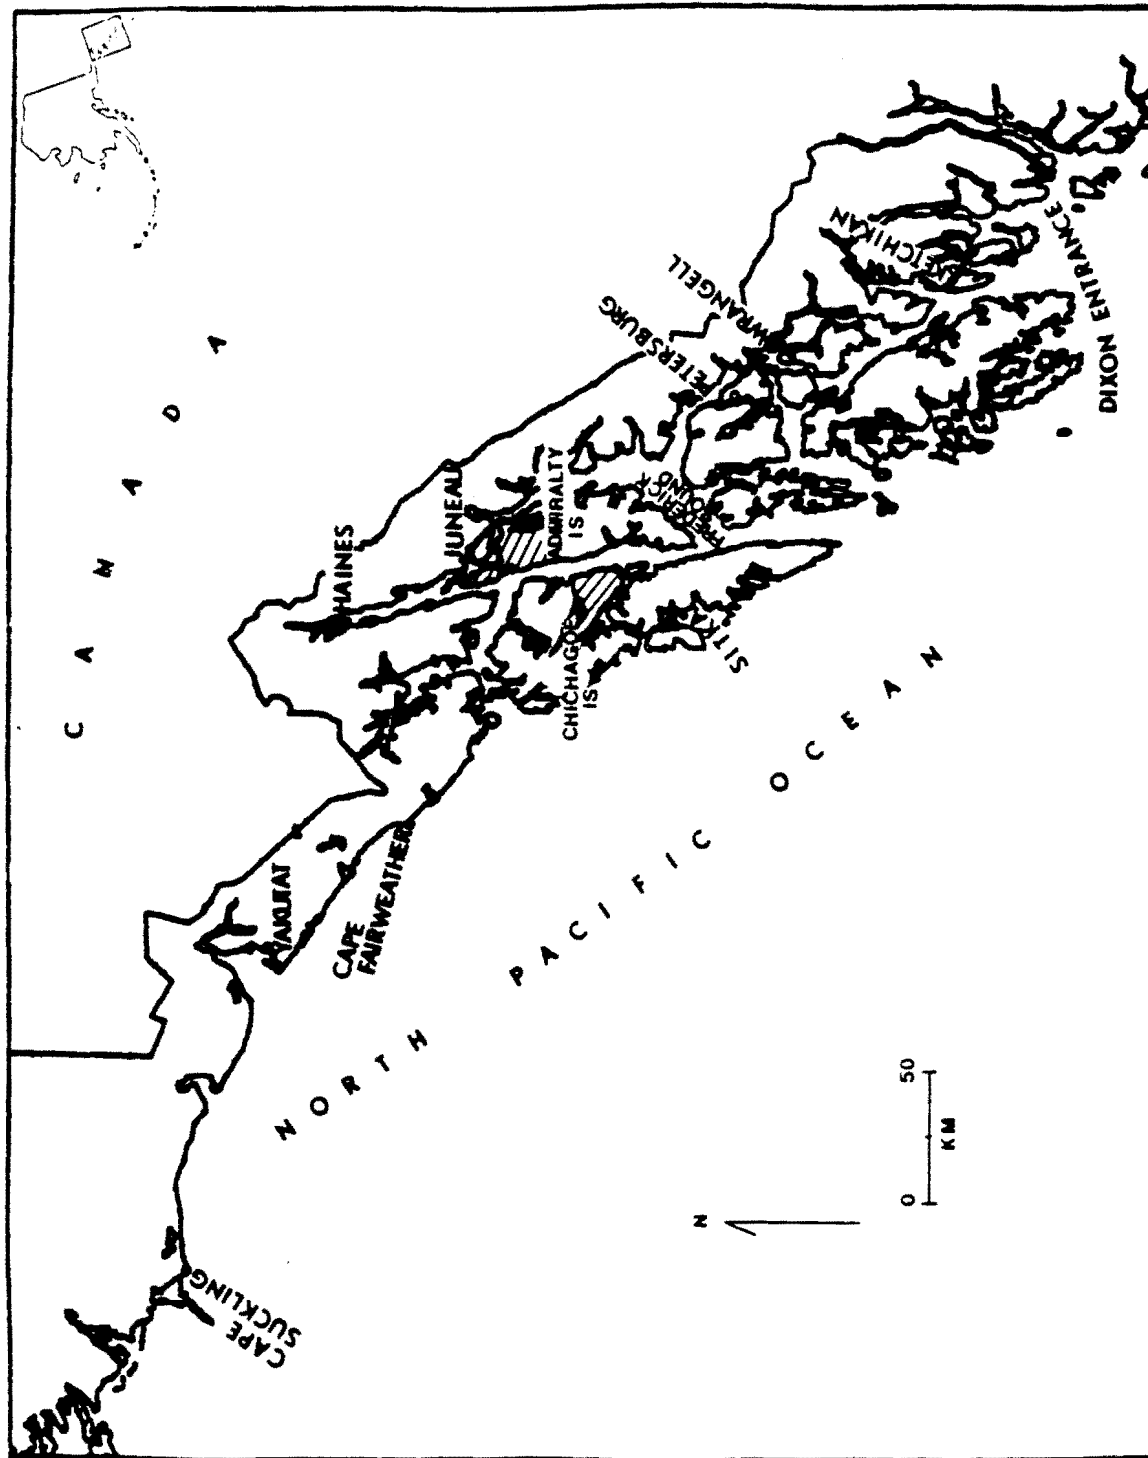 CANADA
HAINES
JUNEAU
ADMIRALTY
IS
PETERSBURG
WRANGELL
KETCHIKAN
FREDERICK
SOUND
CHICHAGOF
IS
SITKA
DIXON ENTRANCE
YAKUTAT
CAPE
FAIRWEATHER
CAPE
SUCKLING
NORTH PACIFIC OCEAN
N
0 50
KM